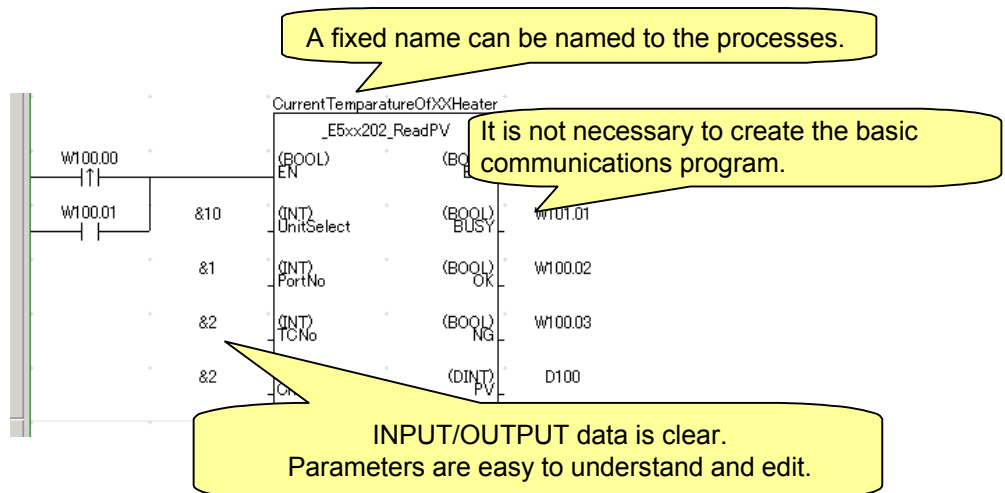 A fixed name can be named to the processes.
CurrentTemparatureOfXXHeater
_E5xx202_ReadPV
It is not necessary to create the basic
communications program.
W100.00
(BOOL)
EN
W100.01
&10
(INT)
UnitSelect
(BOOL)
BUSY
W101.01
&1
(INT)
PortNo
(BOOL)
OK
W100.02
&2
(INT)
TCNo
(BOOL)
NG
W100.03
&2
(DINT)
PV
D100
INPUT/OUTPUT data is clear.
Parameters are easy to understand and edit.